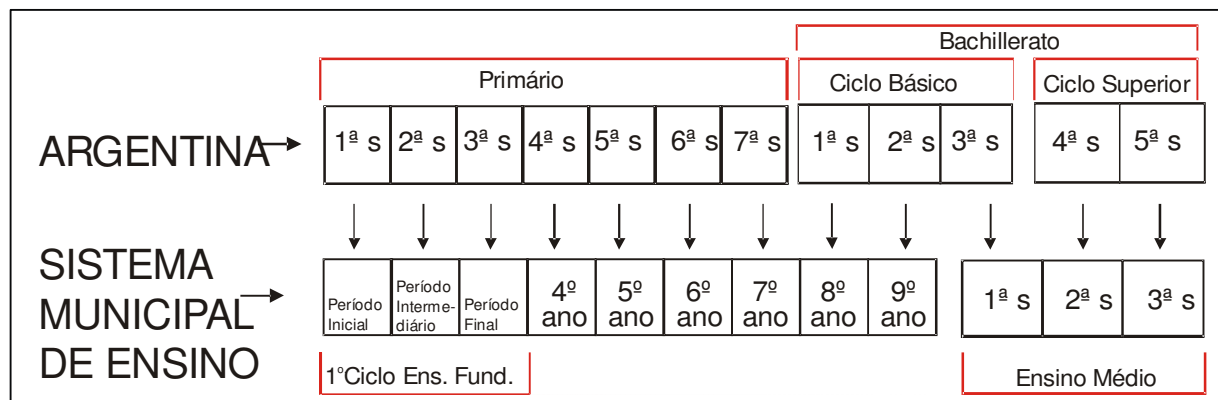 Bachillerato
Primário
Ciclo Básico
Ciclo Superior
ARGENTINA
1ª s 2ª s 3ª s 4ª s 5ª s 6ª s 7ª s 1ª s 2ª s 3ª s 4ª s 5ª s
SISTEMA
MUNICIPAL
DE ENSINO
Período
Inicial
Período
Interme-
diário
Período
Final
4º
ano
5º
ano
6º
ano
7º
ano
8º
ano
9º
ano
1ª s 2ª s 3ª s
1ºCiclo Ens. Fund.
Ensino Médio